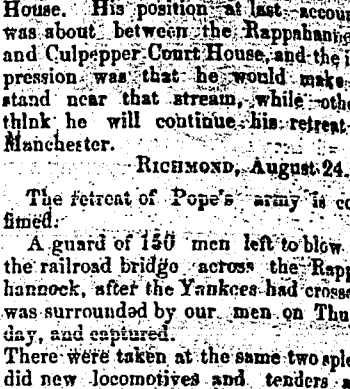 House. His position at last accou
was about between the Rappahann
and Culpepper Court House, and the i
pression was that he would make
stand near that stream, while oth
think he will continue his retreat
Manchester.
RICHMOND, August 24.
The retreat of Pope's army is co
firmed.
A guard of 150 men left to blow
the railroad bridge across the Rapp
hannock, after the Yankees had crosse
was surrounded by our men on Thu
day, and captured.
There were taken at the same two sple
did new locomotives and tenders